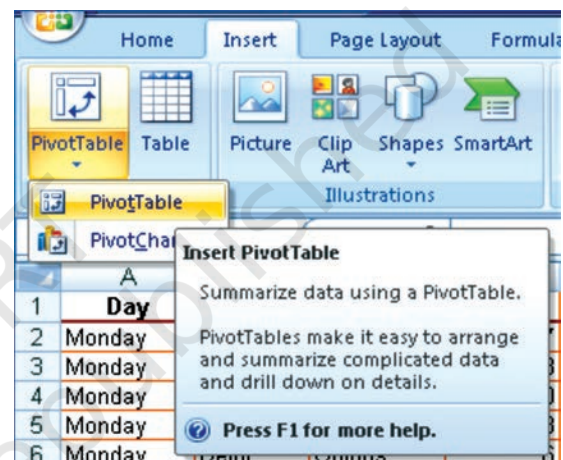 Home Insert Page Layout Formula
PivotTable Table Picture Clip Art Shapes SmartArt
Illustrations
PivotTable
PivotChar
Insert PivotTable
Summarize data using a PivotTable.
PivotTables make it easy to arrange
and summarize complicated data
and drill down on details.
Press F1 for more help.
A
1 Day
2 Monday
3 Monday
4 Monday
5 Monday
6 Monday